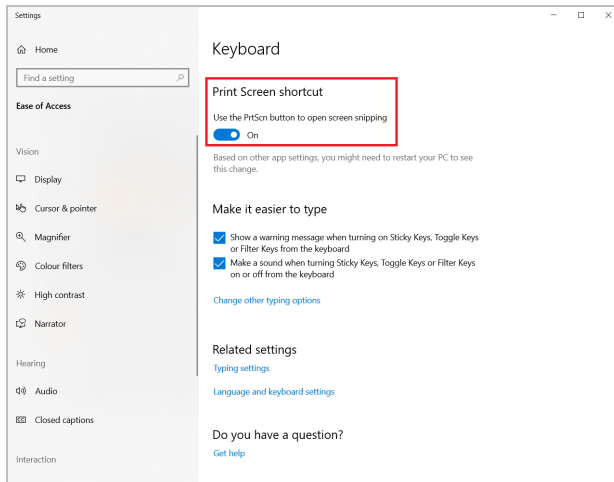 Settings
Home
Find a setting
Ease of Access
Vision
Display
Cursor & pointer
Magnifier
Colour filters
High contrast
Narrator
Hearing
Audio
Closed captions
Interaction
Keyboard
Print Screen shortcut
Use the PrtScn button to open screen snipping
On
Based on other app settings, you might need to restart your PC to see
this change.
Make it easier to type
Show a warning message when turning on Sticky Keys, Toggle Keys
or Filter Keys from the keyboard
Make a sound when turning Sticky Keys, Toggle Keys or Filter Keys
on or off from the keyboard
Change other typing options
Related settings
Typing settings
Language and keyboard settings
Do you have a question?
Get help